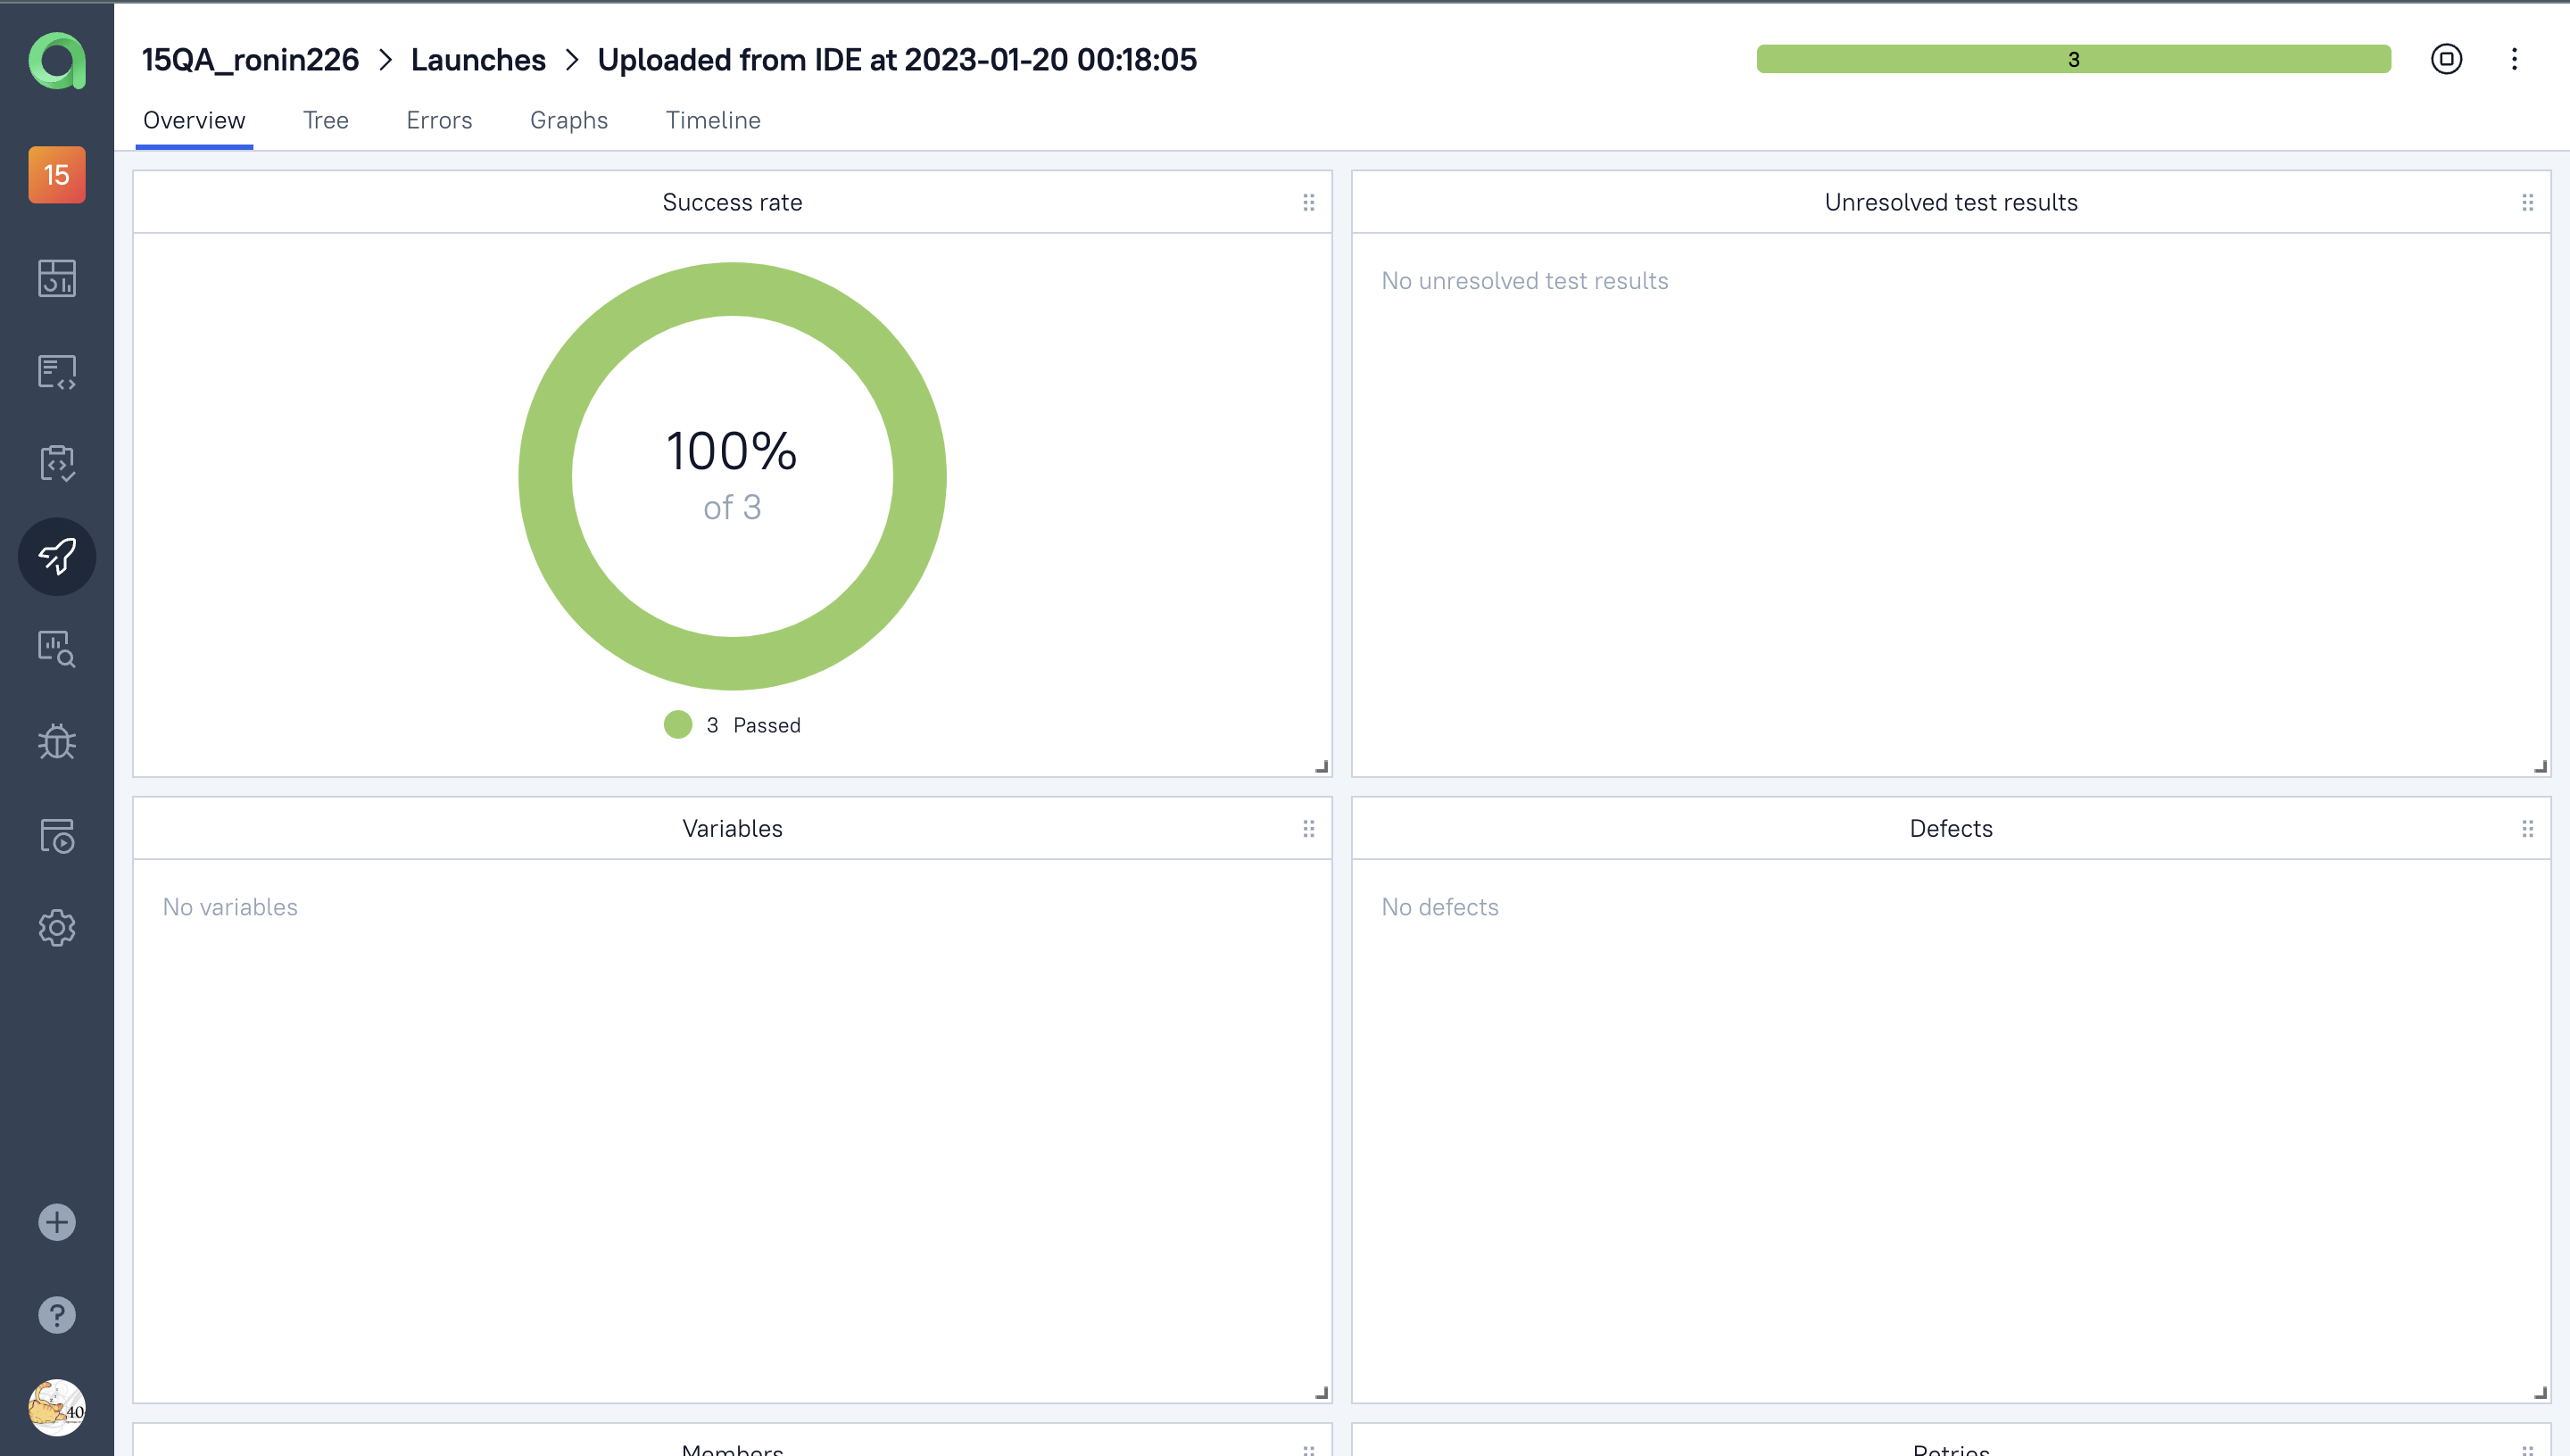 15QA_ronin226 > Launches > Uploaded from IDE at 2023-01-20 00:18:05
3
Overview Tree Errors Graphs Timeline
15
Success rate
Unresolved test results
100%
of 3
3 Passed
No unresolved test results
Variables
Defects
No variables
No defects
Members
Retries
40